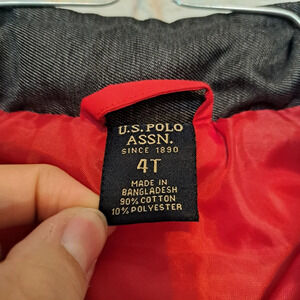 U.S. POLO
ASSN.
SINCE 1890
4T
MADE IN
BANGLADESH
90% COTTON
10% POLYESTER